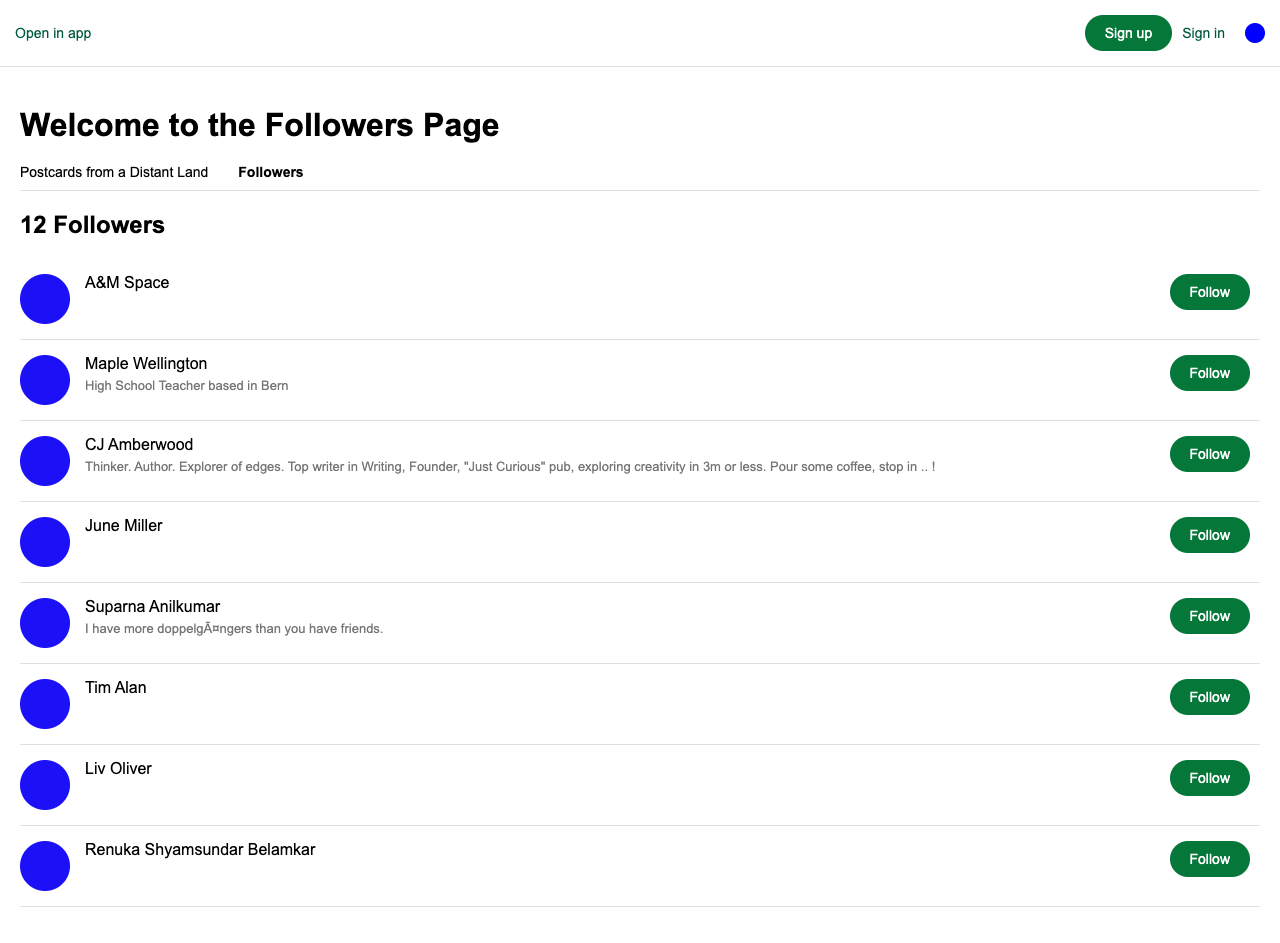 Open in app
Sign up
Sign in
Welcome to the Followers Page
Postcards from a Distant Land
Followers
12 Followers
A&M Space
Follow
Maple Wellington
High School Teacher based in Bern
Follow
CJ Amberwood
Thinker. Author. Explorer of edges. Top writer in Writing, Founder, "Just Curious" pub, exploring creativity in 3m or less. Pour some coffee, stop in .. !
Follow
June Miller
Follow
Suparna Anilkumar
I have more doppelgÃ¤ngers than you have friends.
Follow
Tim Alan
Follow
Liv Oliver
Follow
Renuka Shyamsundar Belamkar
Follow